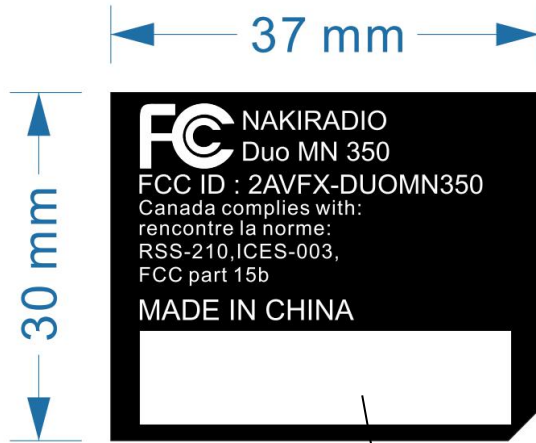 37 mm
30 mm
FC NAKIRADIO
Duo MN 350
FCC ID : 2AVFX-DUOMN350
Canada complies with:
rencontre la norme:
RSS-210,ICES-003,
FCC part 15b
MADE IN CHINA